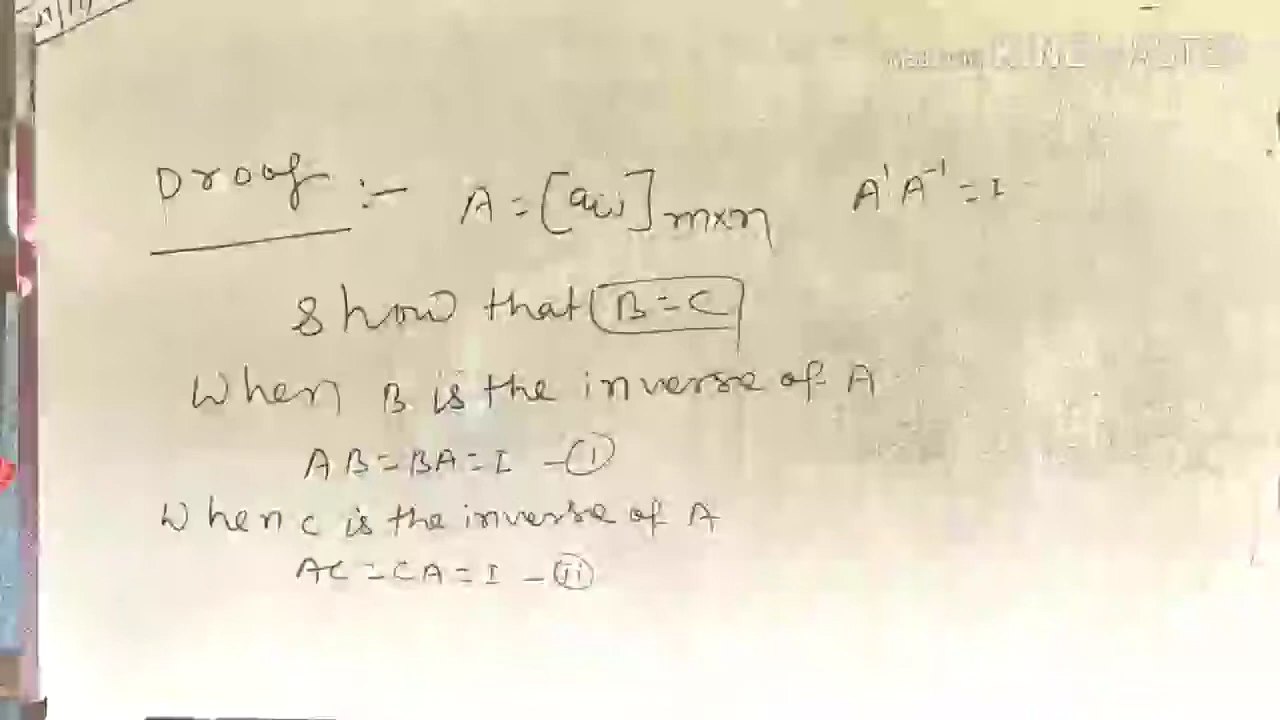 Proof :- A = [aij] m×n A' A⁻¹ = I
Show that B = C
When B is the inverse of A
AB = BA = I - (i)
When C is the inverse of A
AC = CA = I - (ii)